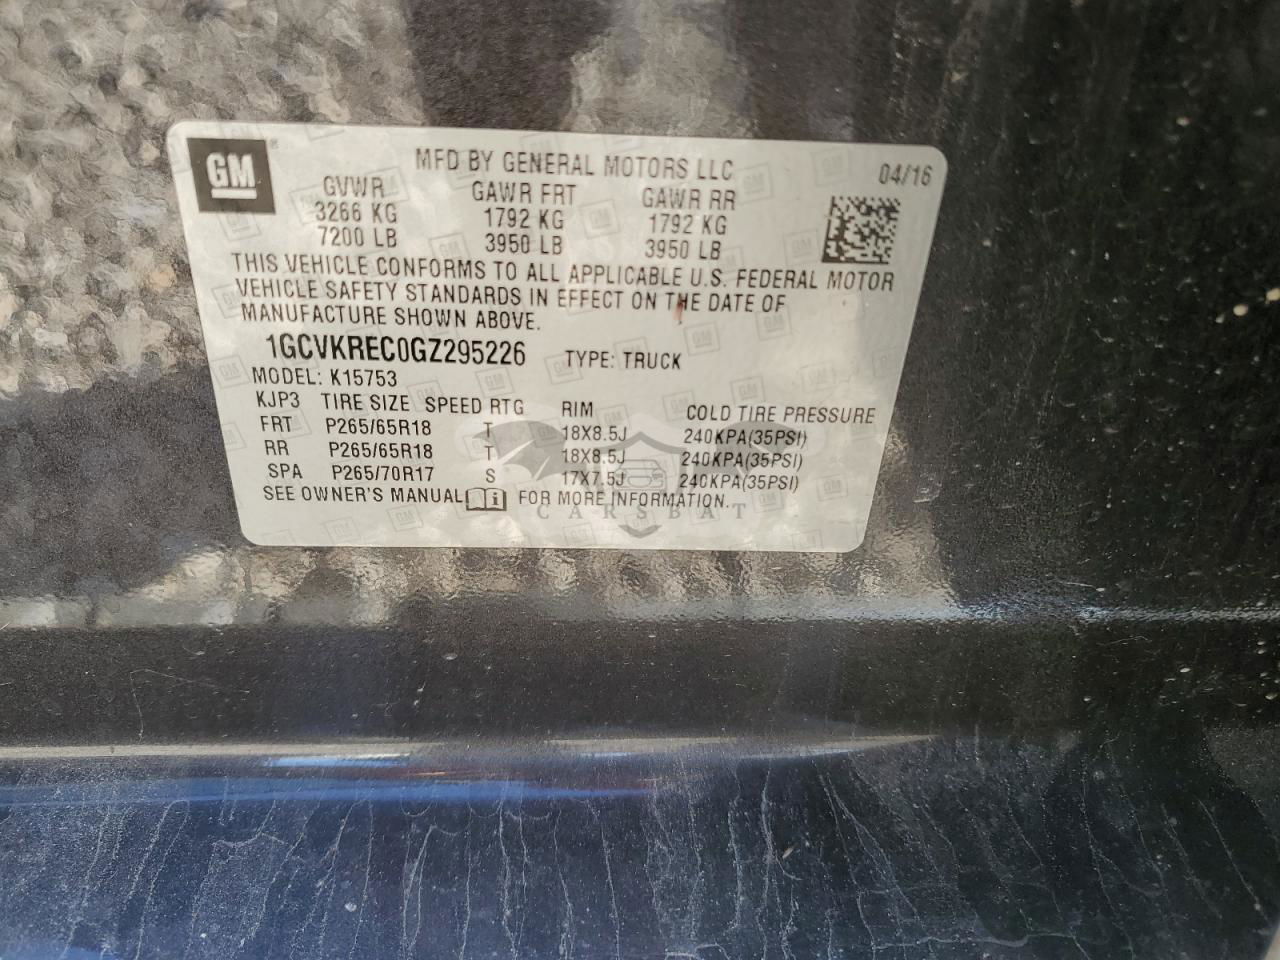 GM
MFD BY GENERAL MOTORS LLC 04/16
GVWR GAWR FRT GAWR RR
3266 KG 1792 KG 1792 KG
7200 LB 3950 LB 3950 LB
THIS VEHICLE CONFORMS TO ALL APPLICABLE U.S. FEDERAL MOTOR
VEHICLE SAFETY STANDARDS IN EFFECT ON THE DATE OF
MANUFACTURE SHOWN ABOVE.
1GCVKREC0GZ295226 TYPE: TRUCK
MODEL: K15753
KJP3 TIRE SIZE SPEED RTG RIM COLD TIRE PRESSURE
FRT P265/65R18 T 18X8.5J 240KPA(35PSI)
RR P265/65R18 T 18X8.5J 240KPA(35PSI)
SPA P265/70R17 S 17X7.5J 240KPA(35PSI)
SEE OWNER'S MANUAL FOR MORE INFORMATION.
CARSBAT